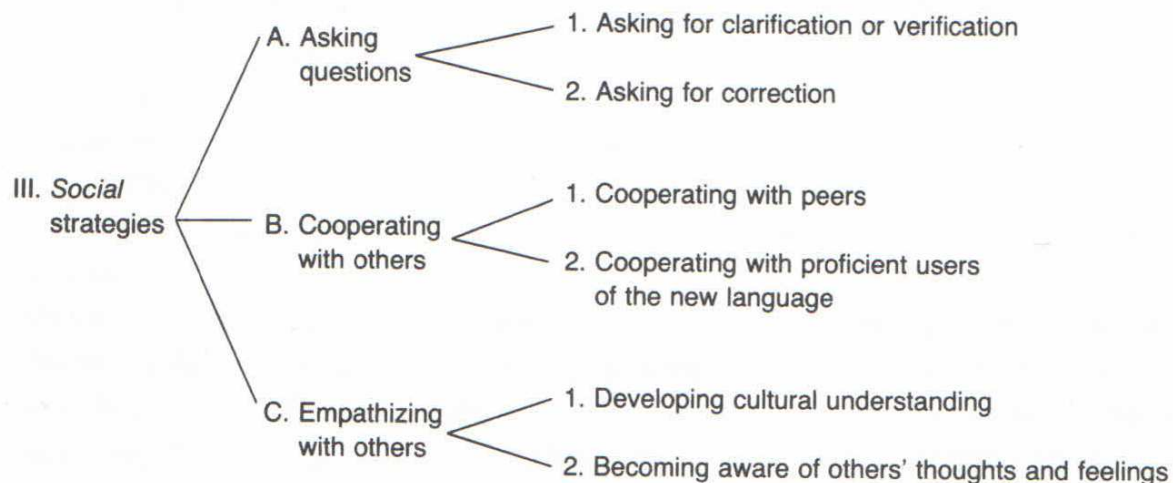 A. Asking
questions
1. Asking for clarification or verification
2. Asking for correction
III. Social
strategies
B. Cooperating
with others
1. Cooperating with peers
2. Cooperating with proficient users
of the new language
C. Empathizing
with others
1. Developing cultural understanding
2. Becoming aware of others' thoughts and feelings